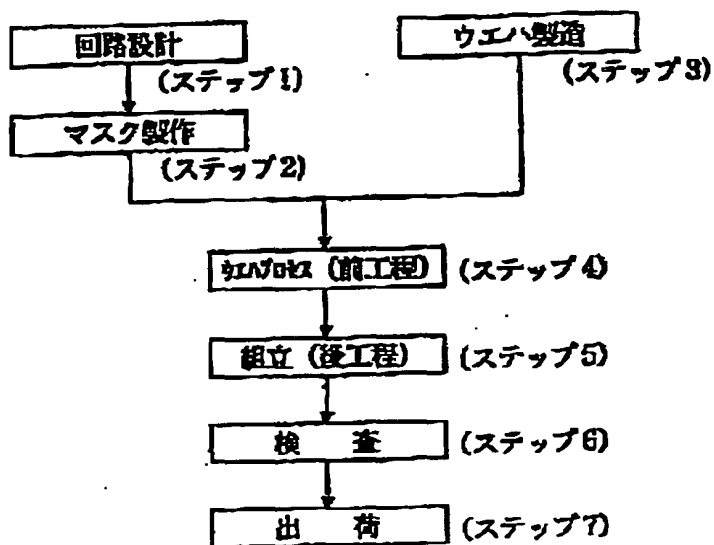 回路設計
(ステップ1)
ウエハ製造
(ステップ3)
マスク製作
(ステップ2)
ウエハプロセス (前工程)
(ステップ4)
組立 (後工程)
(ステップ5)
検 査
(ステップ6)
出 荷
(ステップ7)